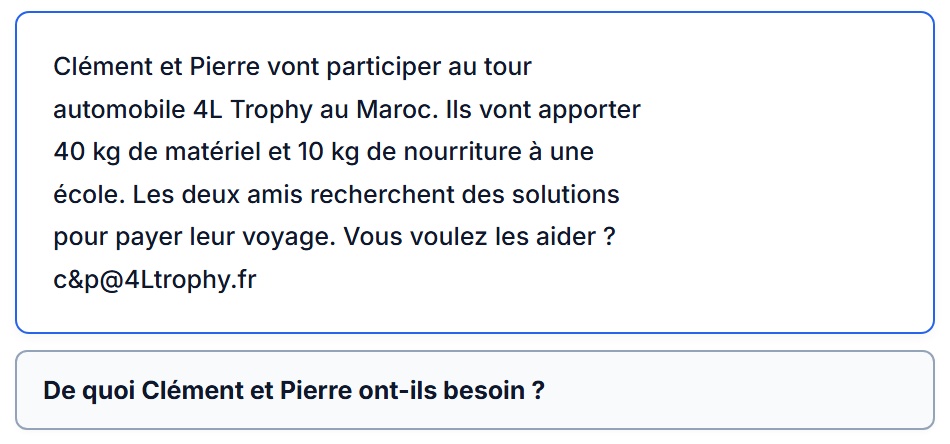 Clément et Pierre vont participer au tour
automobile 4L Trophy au Maroc. Ils vont apporter
40 kg de matériel et 10 kg de nourriture à une
école. Les deux amis recherchent des solutions
pour payer leur voyage. Vous voulez les aider ?
c&p@4Ltrophy.fr
De quoi Clément et Pierre ont-ils besoin ?